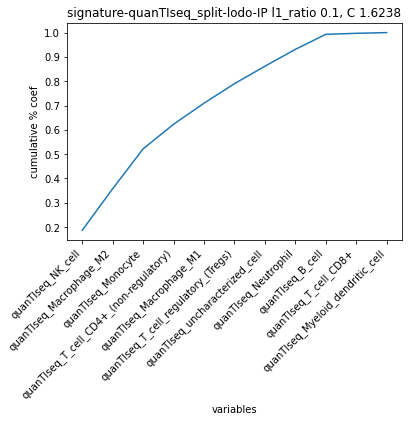 signature-quanTIseq_split-lodo-IP l1_ratio 0.1, C 1.6238
1.0
0.9
0.8
0.7
0.6
0.5
0.4
0.3
0.2
cumulative % coef
quanTIseq_NK_cell
quanTIseq_Macrophage_M2
quanTIseq_Monocyte
quanTIseq_T_cell_CD4+_(non-regulatory)
quanTIseq_Macrophage_M1
quanTIseq_T_cell_regulatory_(Tregs)
quanTIseq_uncharacterized_cell
quanTIseq_Neutrophil
quanTIseq_B_cell
quanTIseq_T_cell_CD8+
quanTIseq_Myeloid_dendritic_cell
variables